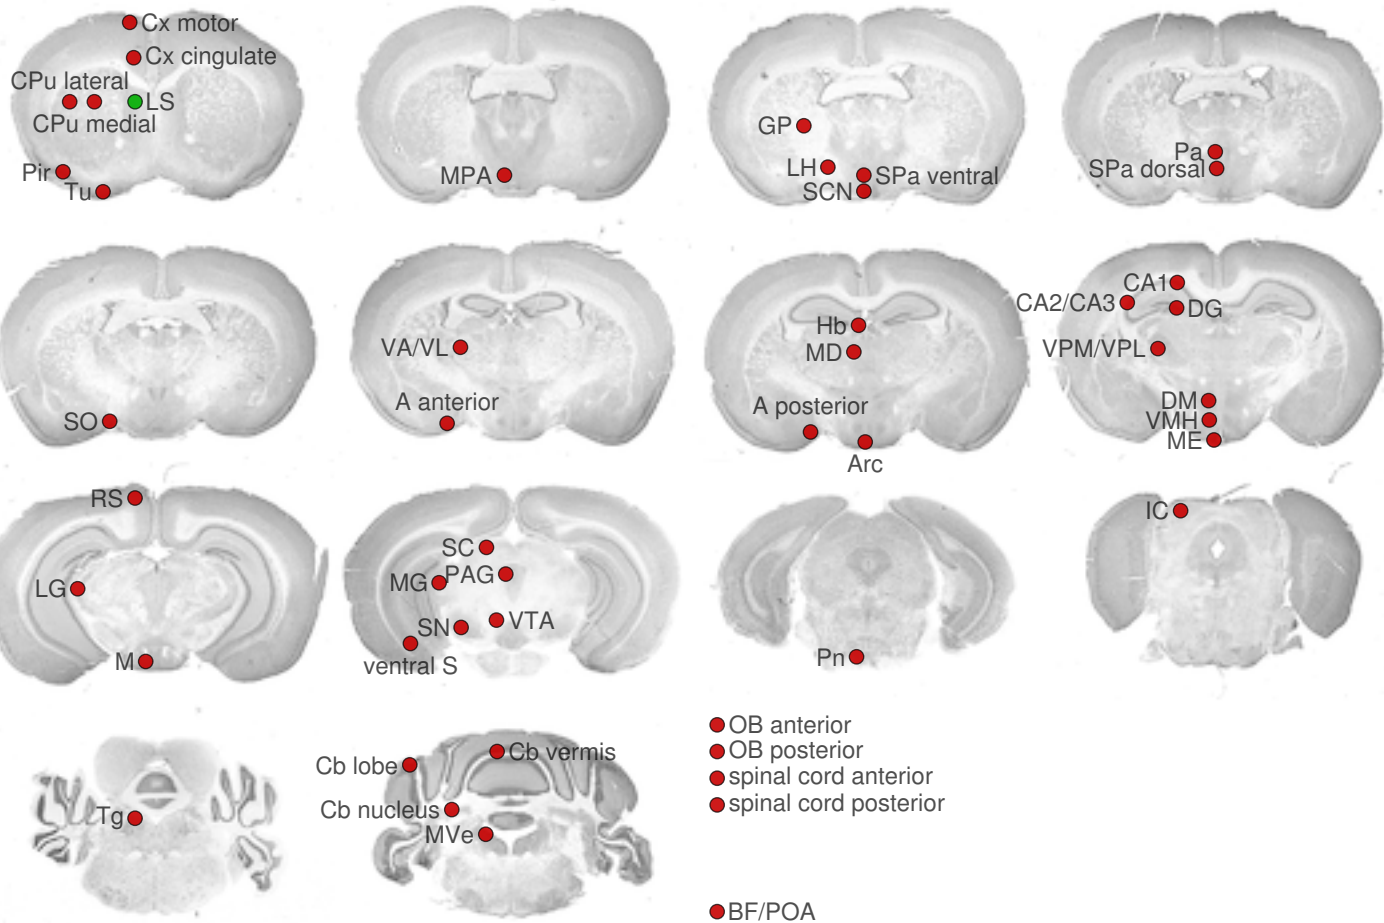 Cx motor
Cx cingulate
CPu lateral
LS
CPu medial
Pir
Tu
MPA
GP
LH
SPa ventral
SCN
Pa
SPa dorsal
SO
VA/VL
A anterior
Hb
MD
A posterior
Arc
CA1
CA2/CA3
DG
VPM/VPL
DM
VMH
ME
RS
LG
M
SC
MG
PAG
SN
VTA
ventral S
Pn
IC
Tg
Cb vermis
Cb lobe
Cb nucleus
MVe
OB anterior
OB posterior
spinal cord anterior
spinal cord posterior
BF/POA